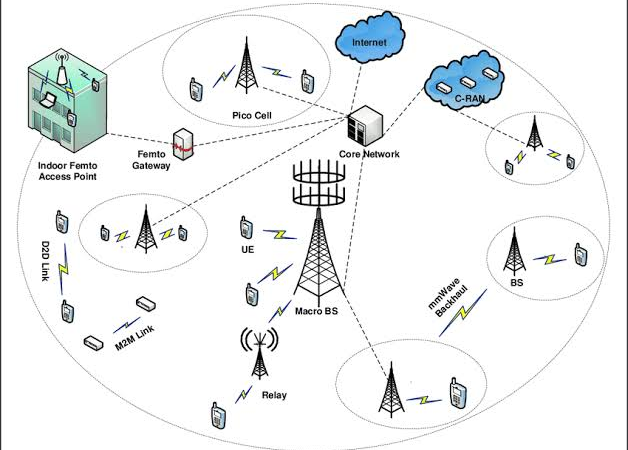 Internet
C-RAN
Pico Cell
Core Network
Indoor Femto
Access Point
Femto
Gateway
D2D Link
UE
BS
mmWave
Backhaul
Macro BS
M2M Link
Relay